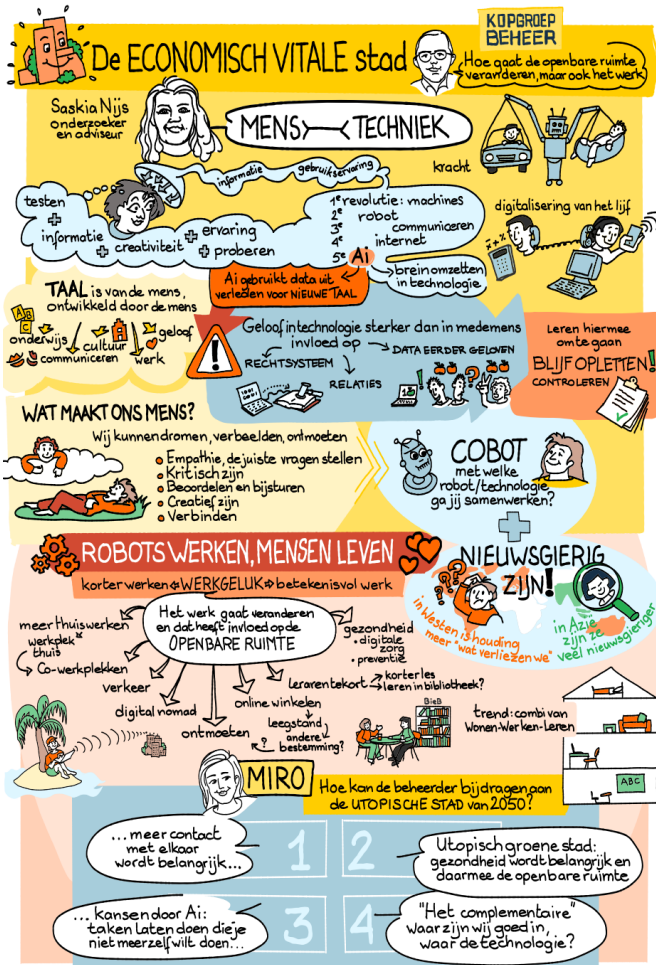 De ECONOMISCH VITALE stad
KOPGROEP
BEHEER
Hoe gaat de openbare ruimte
veranderen, maar ook het werk
Saskia Nijs
onderzoeker
en adviseur
MENS TECHNIEK
kracht
informatie
gebruikservaring
testen
+
informatie + creativiteit + ervaring
+ proberen
1e revolutie: machines
2e robot
3e communiceren
4e internet
5e Ai
breinomzetten
in technologie
digitalisering van het lijf
+ -
x %
Ai gebruikt data uit
verleden voor NIEUWE TAAL
TAAL is van de mens,
ontwikkeld door de mens
ABC
onderwijs
cultuur
geloof
communiceren
werk
!
Geloof in technologie sterker dan in medemens
invloed op
DATA EERDER GELOVEN
RECHTSYSTEEM
RELATIES
?
Leren hiermee
om te gaan
BLIJF OPLETTEN!
CONTROLEREN
WAT MAAKT ONS MENS?
Wij kunnen dromen, verbeelden, ontmoeten
Empathie, de juiste vragen stellen
Kritisch zijn
Beoordelen en bijsturen
Creatief zijn
Verbinden
COBOT
met welke
robot/technologie
ga jij samenwerken?
+
ROBOTS WERKEN, MENSEN LEVEN
korter werken WERKGELUK betekenisvol werk
NIEUWSGIERIG
ZIJN!
???
in Westen is houding
meer "wat verliezen we"
in Azië
zijn ze
veel nieuwsgieriger
Het werk gaat veranderen
en dat heeft invloed op de
OPENBARE RUIMTE
meer thuiswerken
werkplek
thuis
Co-werkplekken
verkeer
digital nomad
ontmoeten
online winkelen
leegstand
?
andere
bestemming?
Lerarentekort korter les
leren in bibliotheek?
gezondheid
digitale
zorg
preventie
BieB
trend: combi van
Wonen-Werken-Leren
ABC
MIRO
Hoe kan de beheerder bijdragen aan
de UTOPISCHE STAD van 2050?
... meer contact
met elkaar
wordt belangrijk...
1
2
Utopisch groene stad:
gezondheid wordt belangrijk en
daarmee de openbare ruimte
... kansen door Ai:
taken laten doen die je
niet meer zelf wilt doen...
3
4
"Het complementaire"
waar zijn wij goed in,
waar de technologie?